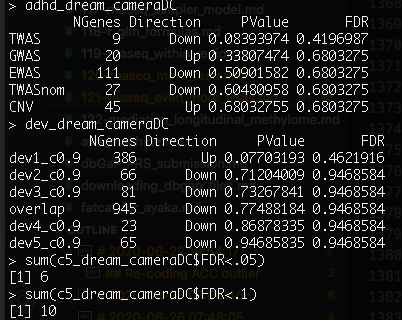 > adhd_dream_cameraDC
NGenes Direction PValue FDR
TWAS 9 Down 0.08393974 0.4196987
GWAS 20 Up 0.33807474 0.6803275
EWAS 111 Down 0.50901582 0.6803275
TWASnom 27 Down 0.60480958 0.6803275
CNV 45 Up 0.68032755 0.6803275
> dev_dream_cameraDC
NGenes Direction PValue FDR
dev1_c0.9 386 Up 0.07703193 0.4621916
dev2_c0.9 66 Down 0.71204009 0.9468584
dev3_c0.9 81 Down 0.73267841 0.9468584
overlap 945 Down 0.77488184 0.9468584
dev4_c0.9 23 Down 0.86878335 0.9468584
dev5_c0.9 65 Down 0.94685835 0.9468584
> sum(c5_dream_cameraDC$FDR<.05)
[1] 6
## Re-coding ACC outlier
> sum(c5_dream_cameraDC$FDR<.1)
[1] 10